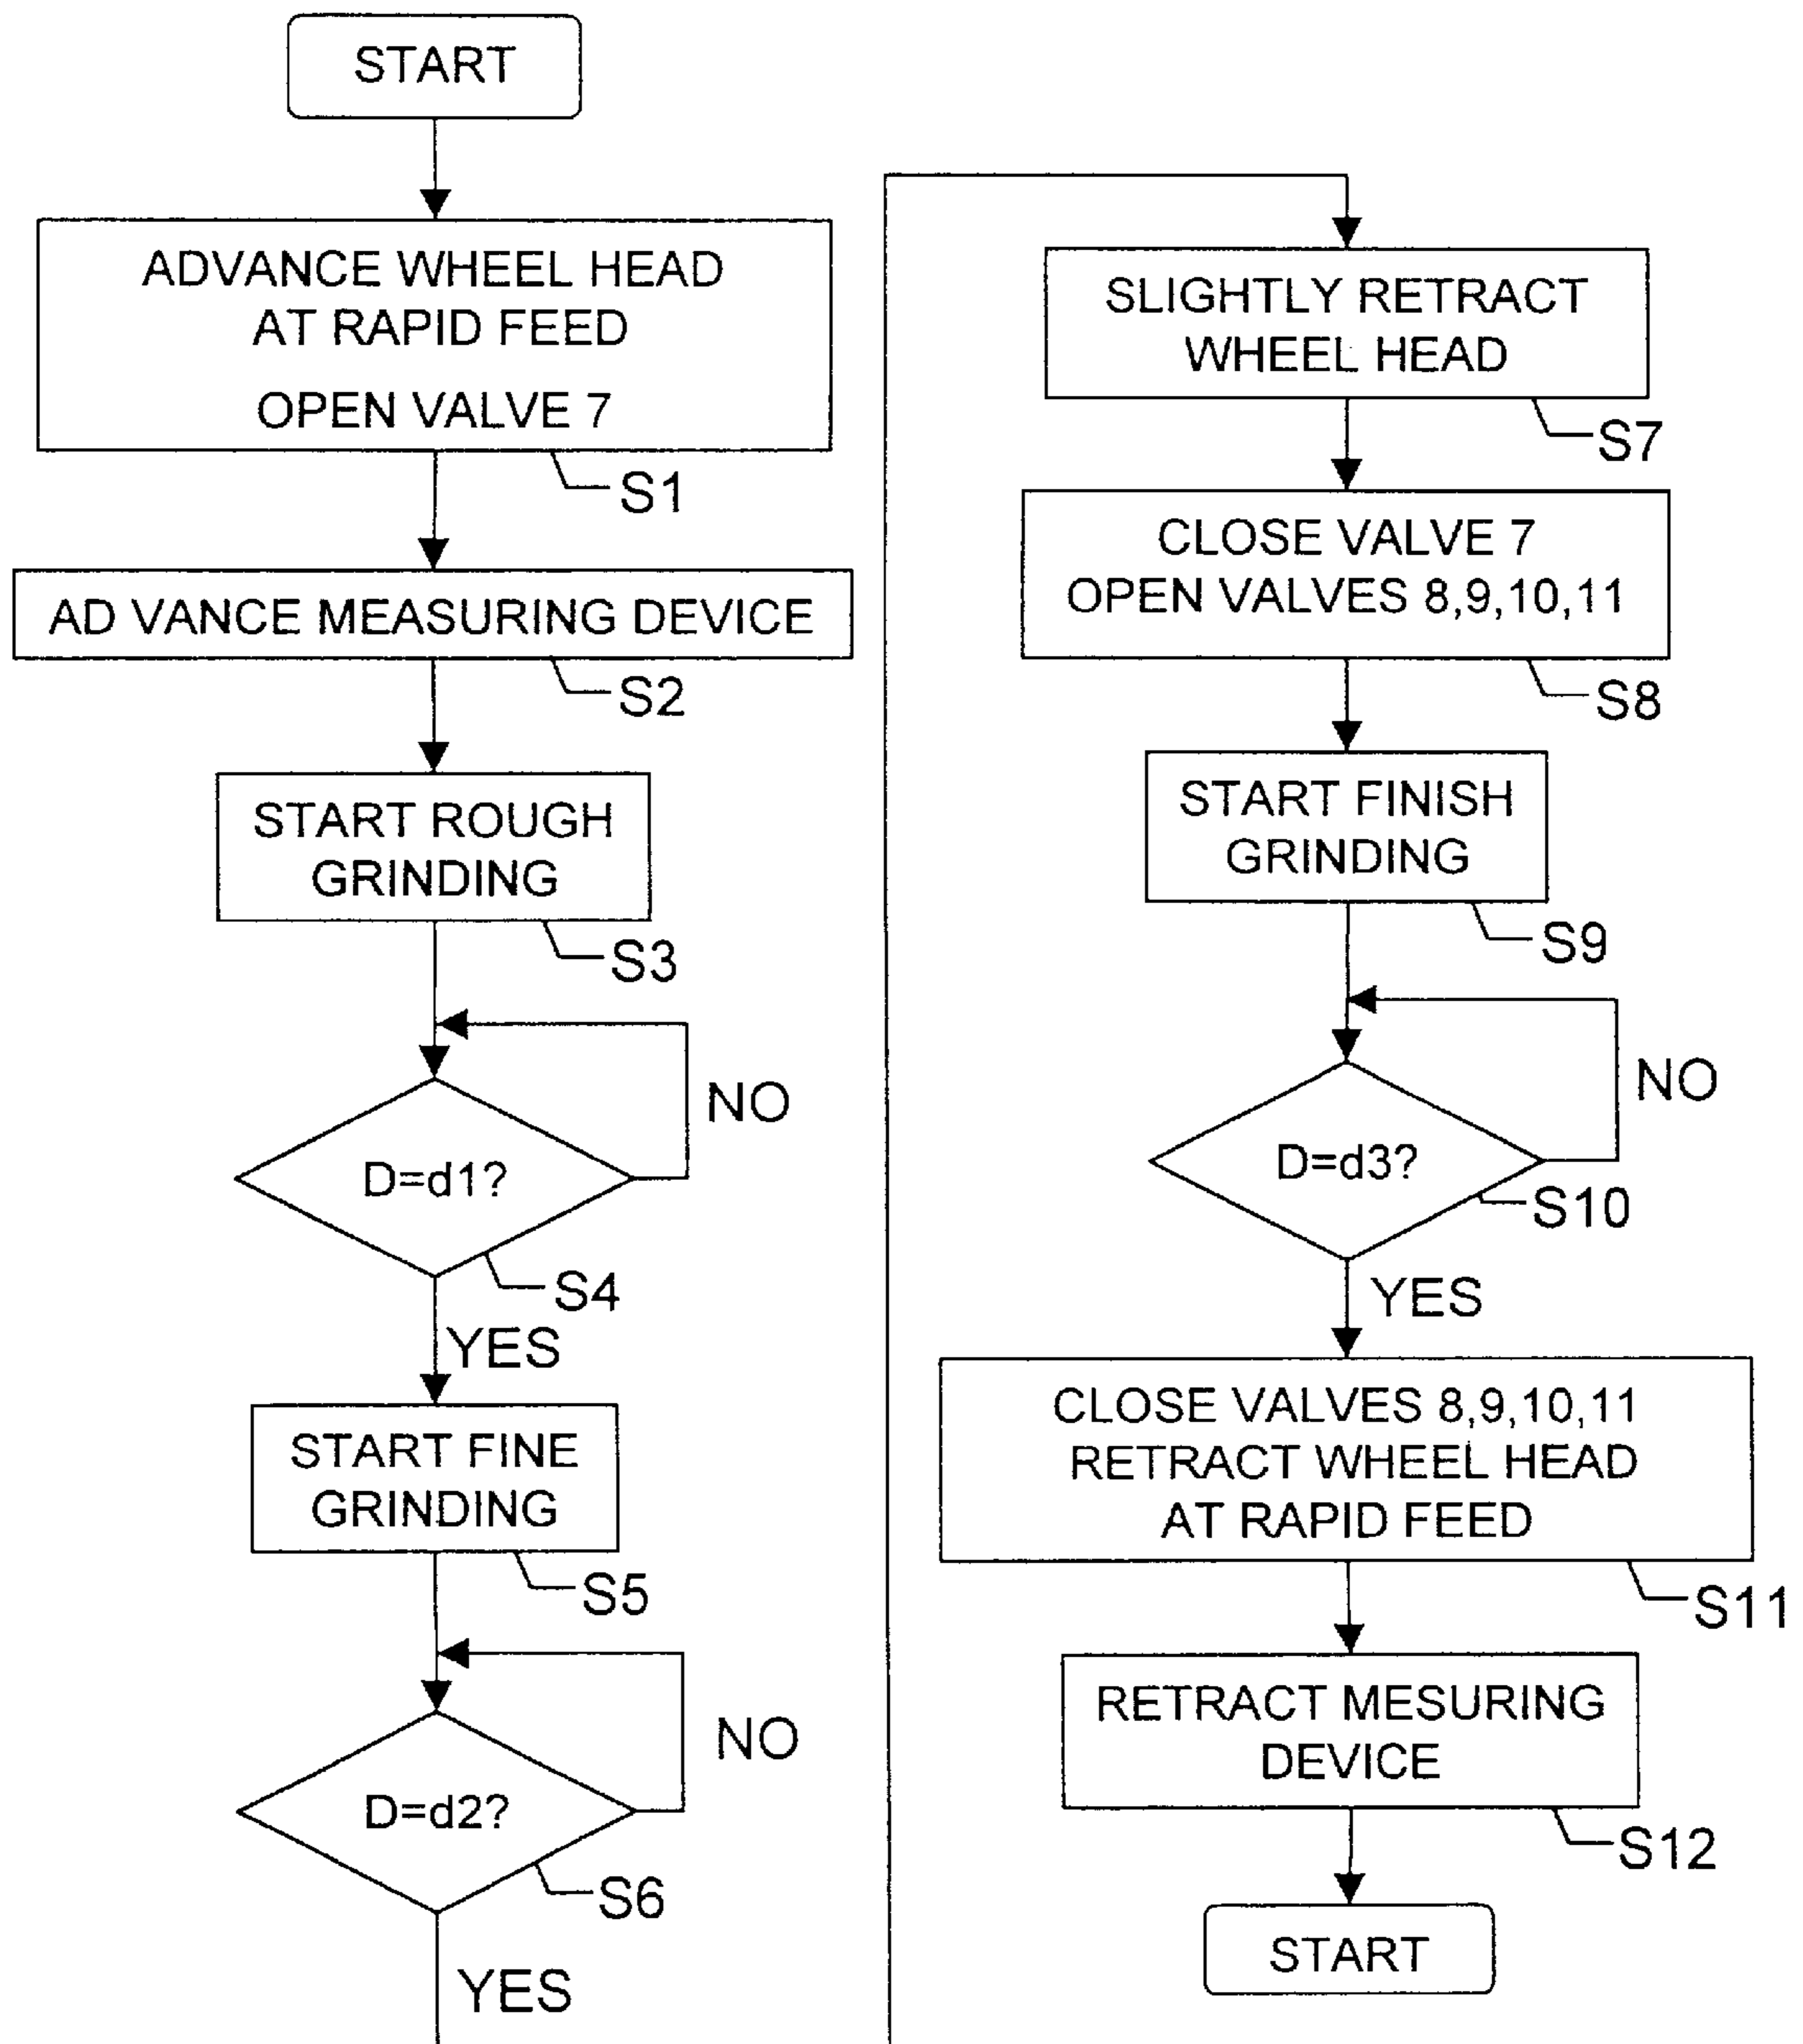 START
ADVANCE WHEEL HEAD
AT RAPID FEED
OPEN VALVE 7
S1
AD VANCE MEASURING DEVICE
S2
START ROUGH
GRINDING
S3
NO
D=d1?
S4
YES
START FINE
GRINDING
S5
NO
D=d2?
S6
YES
SLIGHTLY RETRACT
WHEEL HEAD
S7
CLOSE VALVE 7
OPEN VALVES 8,9,10,11
S8
START FINISH
GRINDING
S9
NO
D=d3?
S10
YES
CLOSE VALVES 8,9,10,11
RETRACT WHEEL HEAD
AT RAPID FEED
S11
RETRACT MESURING
DEVICE
S12
START